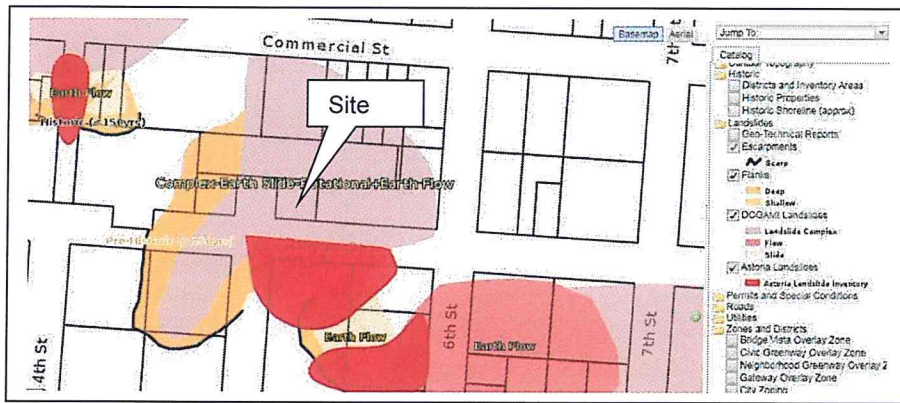 Commercial St
Basemap
Aerial
7th
Jump To:
Catalog
Historic
Districts and Inventory Areas
Historic Properties
Historic Shoreline (approx)
Landslides
Geo-Technical Reports
Escarpments
Scarp
Flanks
Deep
Shallow
DOGAMI Landslides
Landslide Complex
Flow
Slide
Astoria Landslides
Astoria Landslide Inventory
Permits and Special Conditions
Roads
Utilities
Zones and Districts
Bridge Vista Overlay Zone
Civic Greenway Overlay Zone
Neighborhood Greenway Overlay Z
Gateway Overlay Zone
City Zoning
Earth Flow
Historic (<150yrs)
Site
Complex-Earth Slide-Rotational+Earth Flow
4th St
Earth Flow
6th St
Earth Flow
7th St